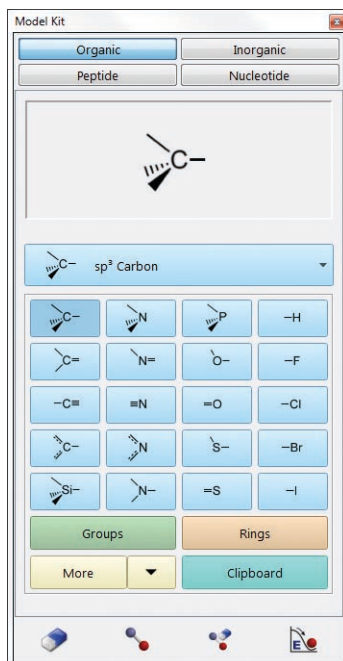 Model Kit
Organic Inorganic
Peptide Nucleotide
C–
C– sp³ Carbon
C– N P –H
C= N= O– –F
–C≡ ≡N =O –Cl
C– N S– –Br
Si– N– =S –I
Groups Rings
More Clipboard
E